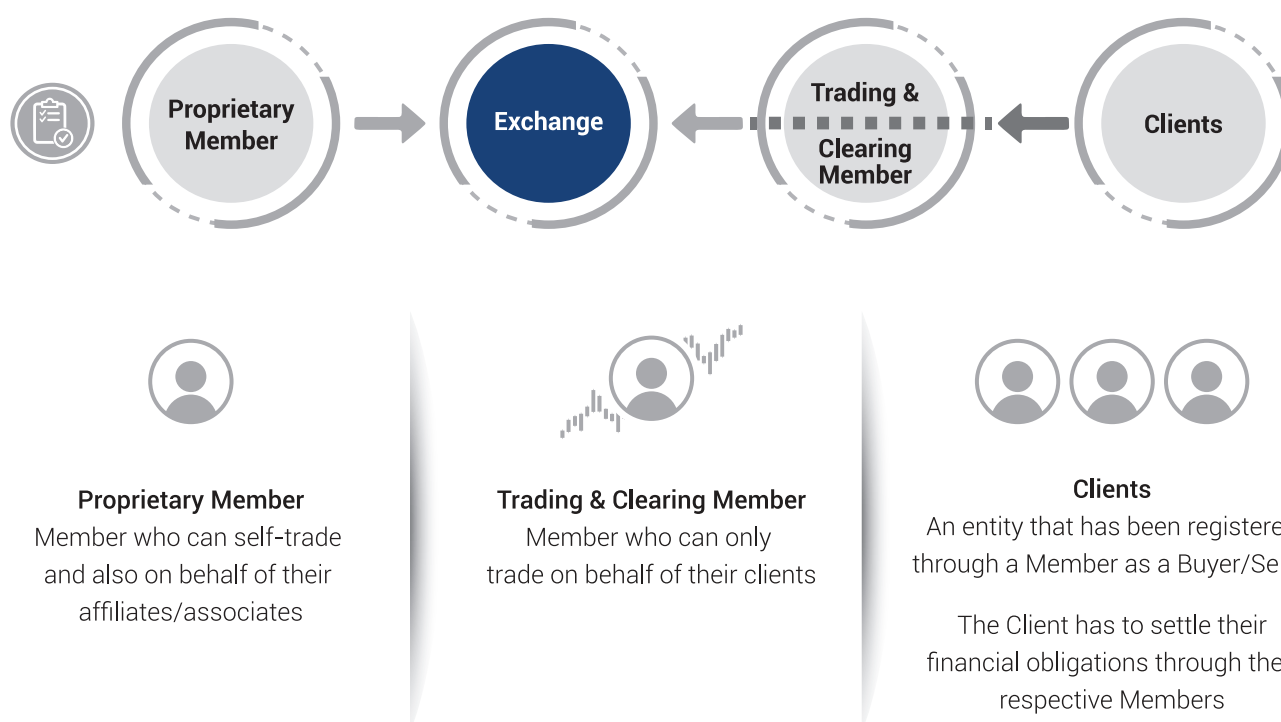 Proprietary
Member
Exchange
Trading &
Clearing
Member
Clients
Proprietary Member
Member who can self-trade
and also on behalf of their
affiliates/associates
Trading & Clearing Member
Member who can only
trade on behalf of their clients
Clients
An entity that has been registere
through a Member as a Buyer/Se
The Client has to settle their
financial obligations through the
respective Members